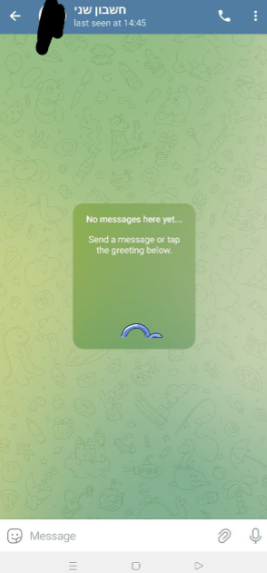 חשבון שני
last seen at 14:45
No messages here yet...
Send a message or tap
the greeting below.
Message